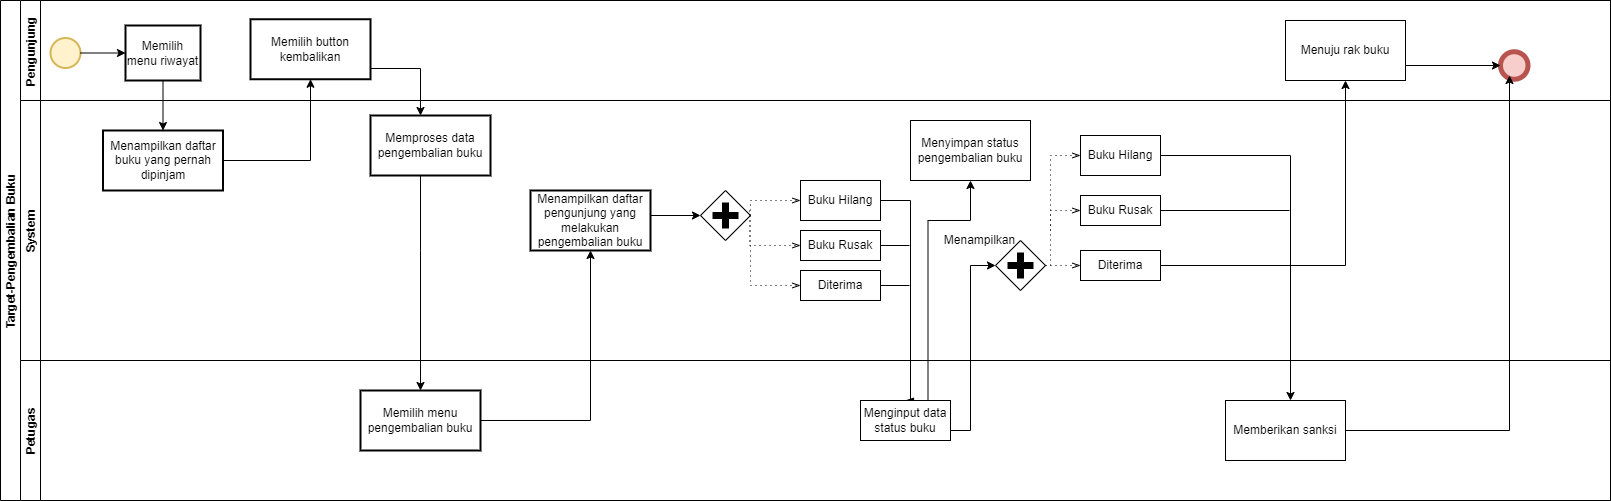 Target-Pengembalian Buku
Pengunjung
Memilih
menu riwayat
Memilih button
kembalikan
Menuju rak buku
System
Menampilkan daftar
buku yang pernah
dipinjam
Memproses data
pengembalian buku
Menampilkan daftar
pengunjung yang
melakukan
pengembalian buku
Buku Hilang
Buku Rusak
Diterima
Menyimpan status
pengembalian buku
Menampilkan
Buku Hilang
Buku Rusak
Diterima
Petugas
Memilih menu
pengembalian buku
Menginput data
status buku
Memberikan sanksi